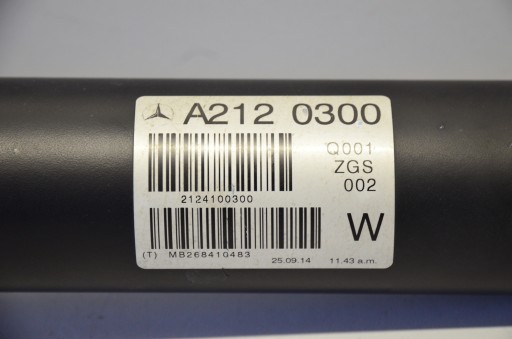 A212 0300
Q001
ZGS
002
2124100300
W
(T) MB268410483 25.09.14 11.43 a.m.